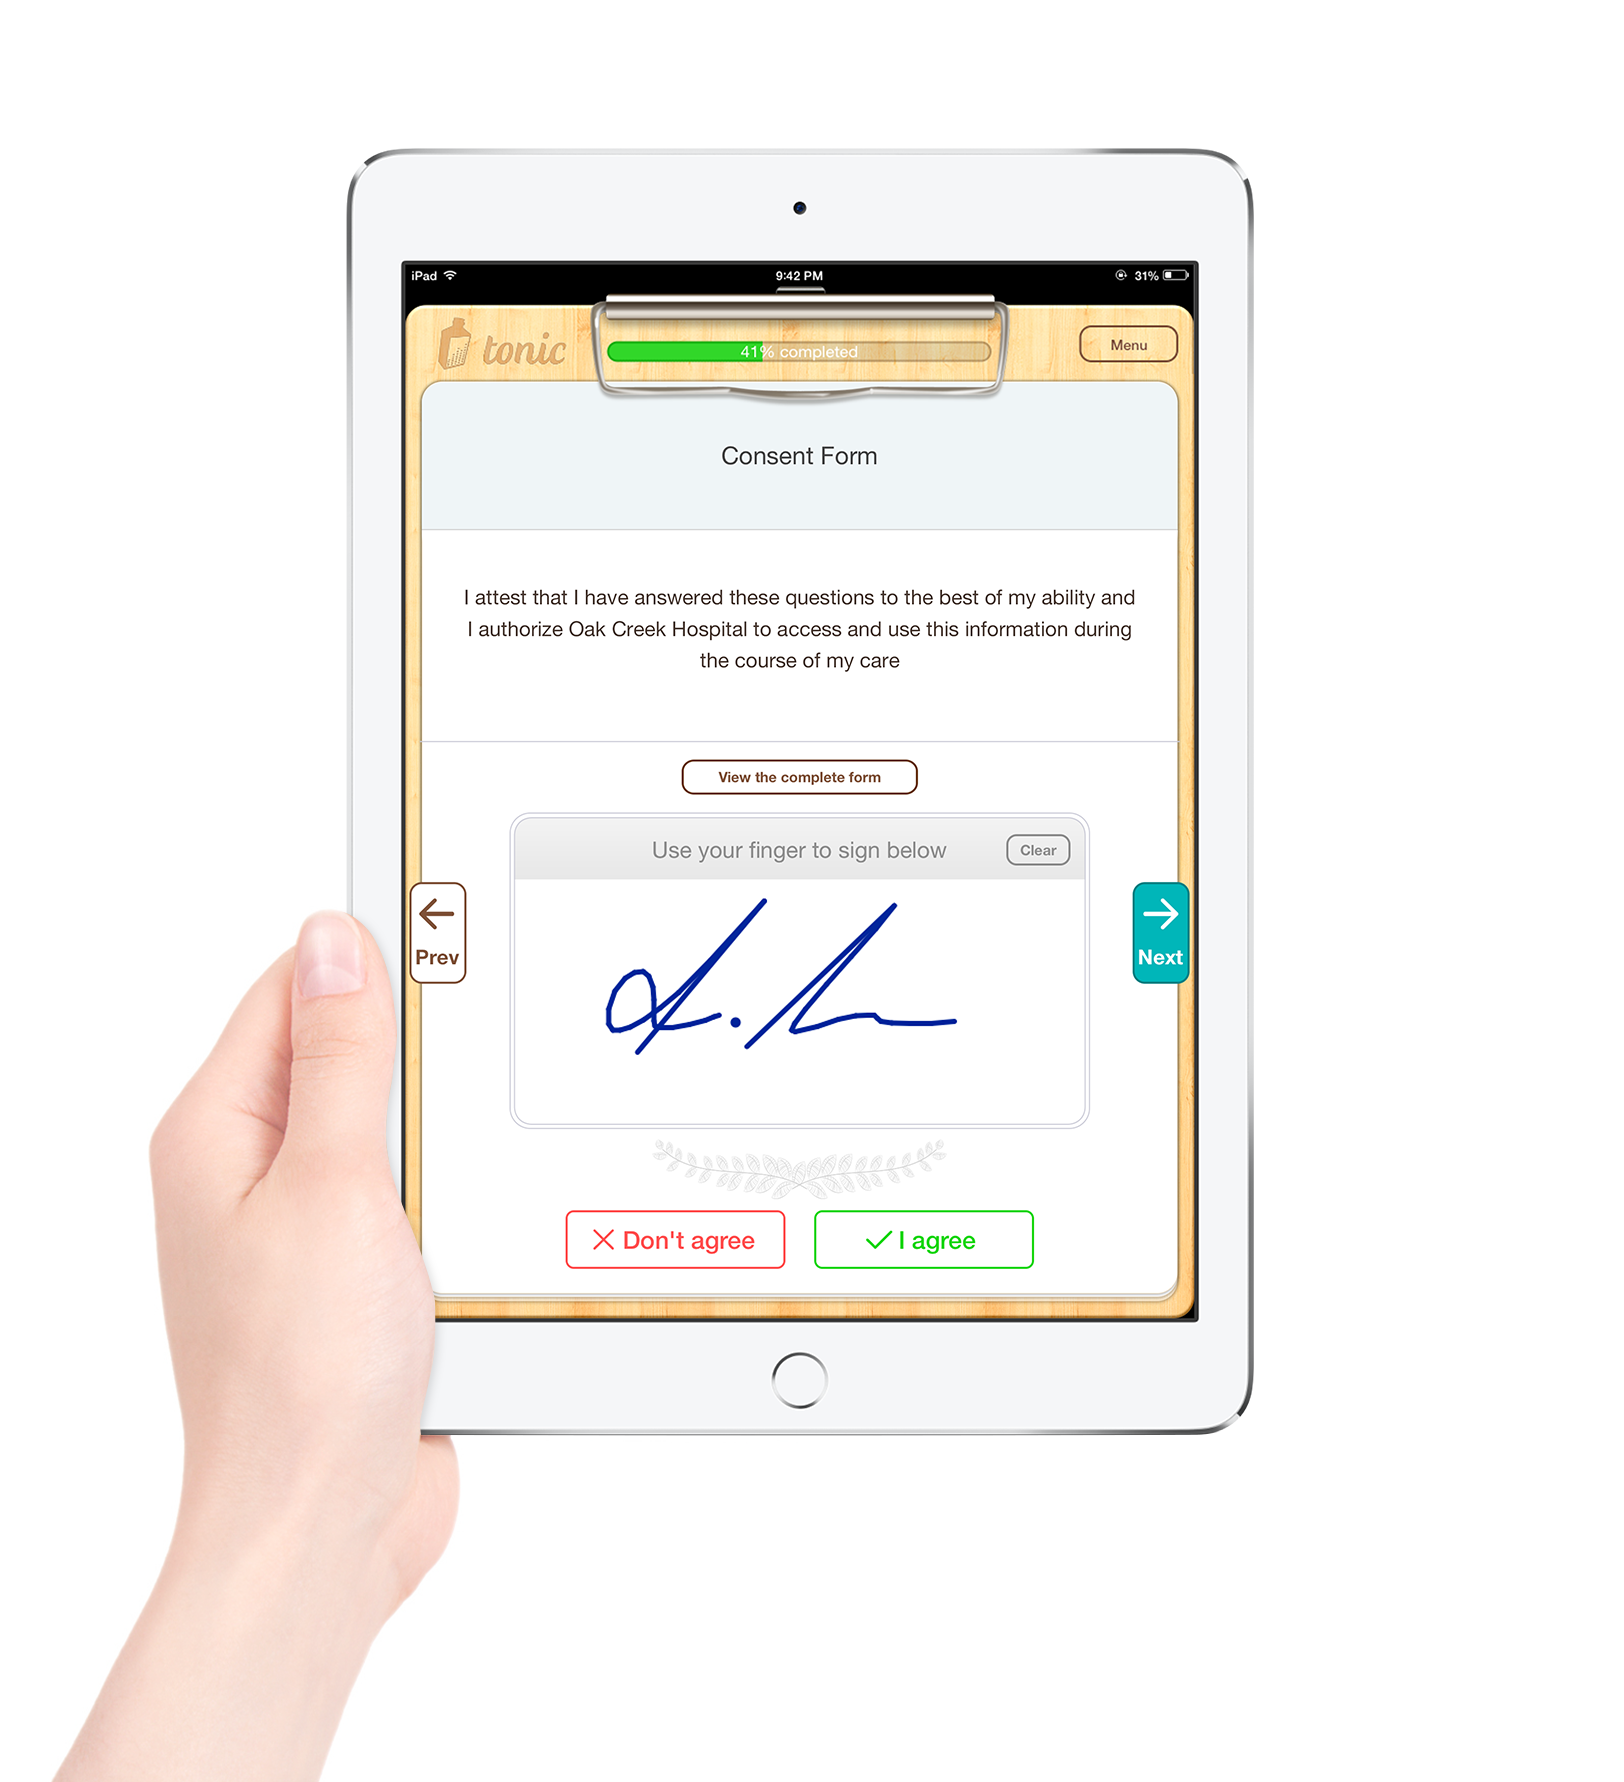 iPad 9:42 PM 31%
tonic 41% completed Menu
Consent Form
I attest that I have answered these questions to the best of my ability and
I authorize Oak Creek Hospital to access and use this information during
the course of my care
View the complete form
Use your finger to sign below Clear
Prev
Next
Don't agree I agree